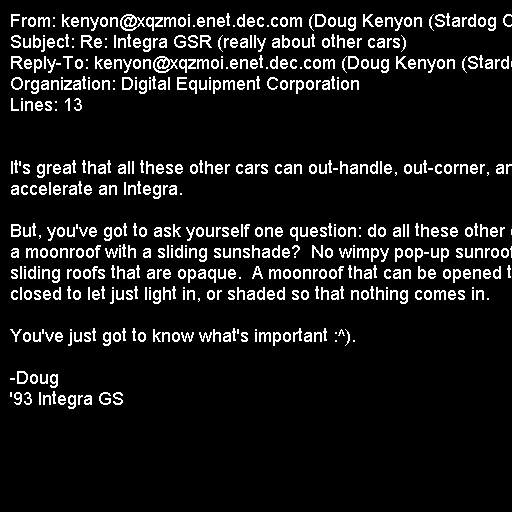 From: kenyon@xqzmoi.enet.dec.com (Doug Kenyon (Stardog
Subject: Re: Integra GSR (really about other cars)
Reply-To: kenyon@xqzmoi.enet.dec.com (Doug Kenyon
Organization: Digital Equipment Corporation
Lines: 13
It's great that all these other cars can out-handle, out-corner,
accelerate an Integra.
But, you've got to ask yourself one question: do all these other
a moonroof with a sliding sunshade?  No wimpy pop-up
sliding roofs that are opaque.  A moonroof that can be opened
closed to let just light in, or shaded so that nothing comes in.
You've just got to know what's important :^).
-Doug
'93 Integra GS